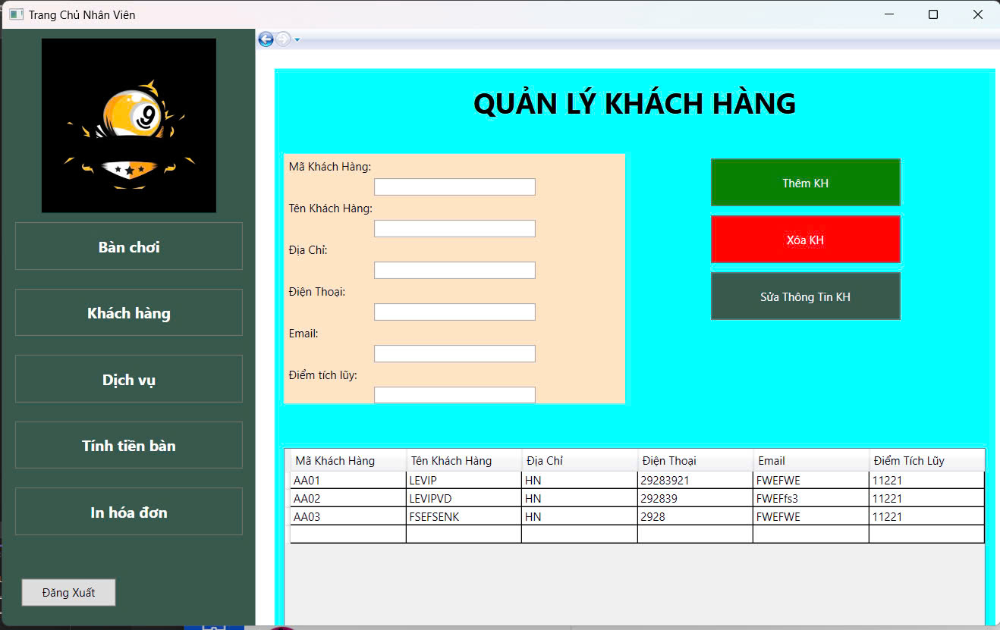 Trang Chủ Nhân Viên
9
Bàn chơi
Khách hàng
Dịch vụ
Tính tiền bàn
In hóa đơn
Đăng Xuất
QUẢN LÝ KHÁCH HÀNG
Mã Khách Hàng:
Tên Khách Hàng:
Địa Chỉ:
Điện Thoại:
Email:
Điểm tích lũy:
Thêm KH
Xóa KH
Sửa Thông Tin KH
Mã Khách Hàng Tên Khách Hàng Địa Chỉ Điện Thoại Email Điểm Tích Lũy
AA01 LEVIP HN 29283921 FWEFWE 11221
AA02 LEVIPVD HN 292839 FWEFfs3 11221
AA03 FSEFSENK HN 2928 FWEFWE 11221